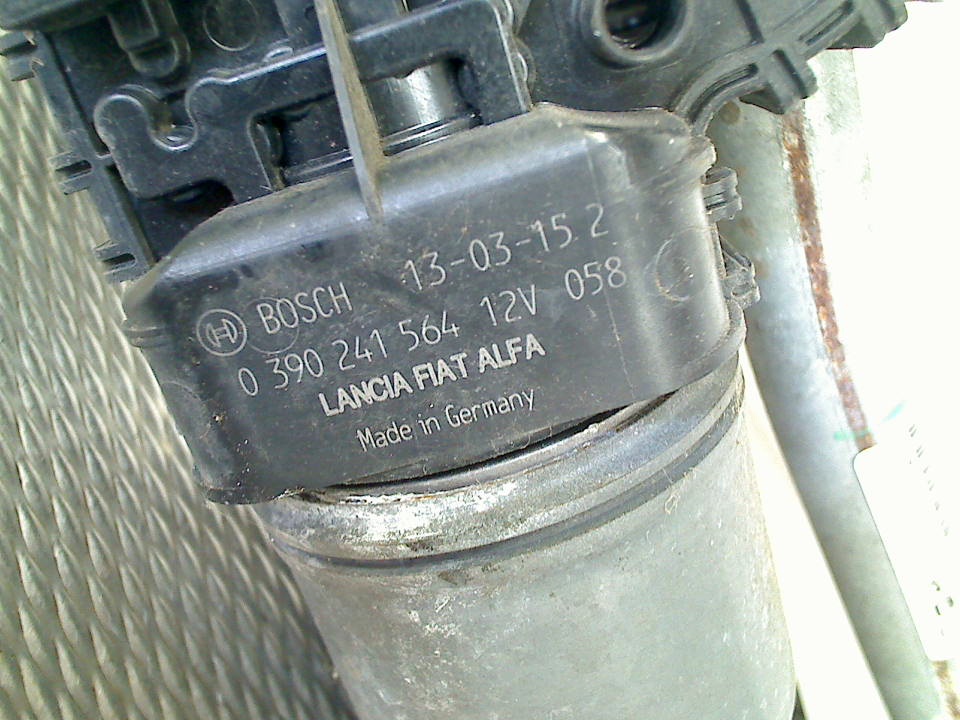 BOSCH 13-03-15 2
0 390 241 564 12V 058
LANCIA FIAT ALFA
Made in Germany